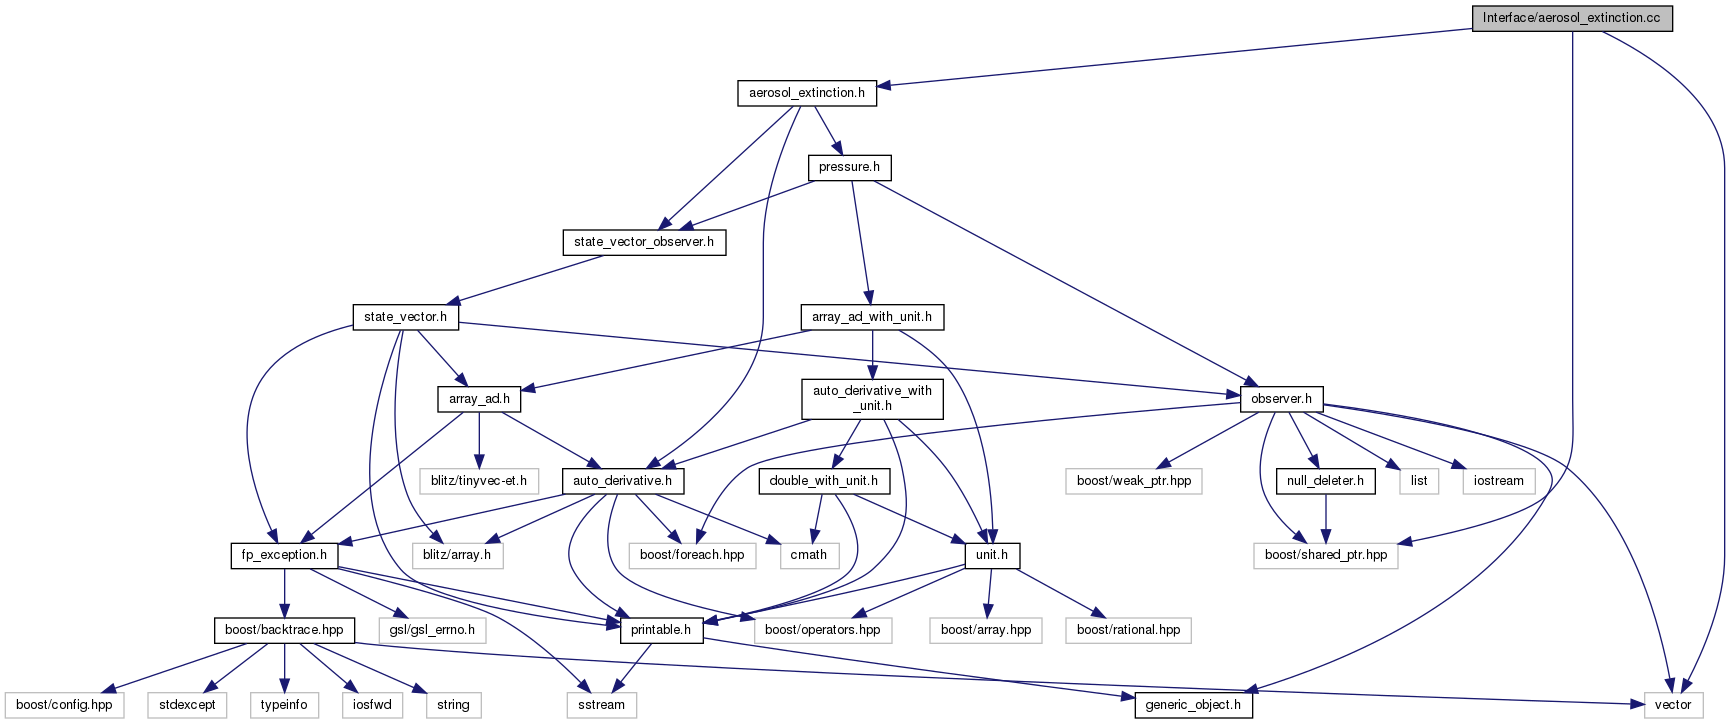 Interface/aerosol_extinction.cc
aerosol_extinction.h
pressure.h
state_vector_observer.h
state_vector.h
array_ad_with_unit.h
array_ad.h
auto_derivative_with
_unit.h
observer.h
blitz/tinyvec-et.h
auto_derivative.h
double_with_unit.h
boost/weak_ptr.hpp
null_deleter.h
list
iostream
fp_exception.h
blitz/array.h
boost/foreach.hpp
cmath
unit.h
boost/shared_ptr.hpp
boost/backtrace.hpp
gsl/gsl_errno.h
printable.h
boost/operators.hpp
boost/array.hpp
boost/rational.hpp
boost/config.hpp
stdexcept
typeinfo
iosfwd
string
sstream
generic_object.h
vector